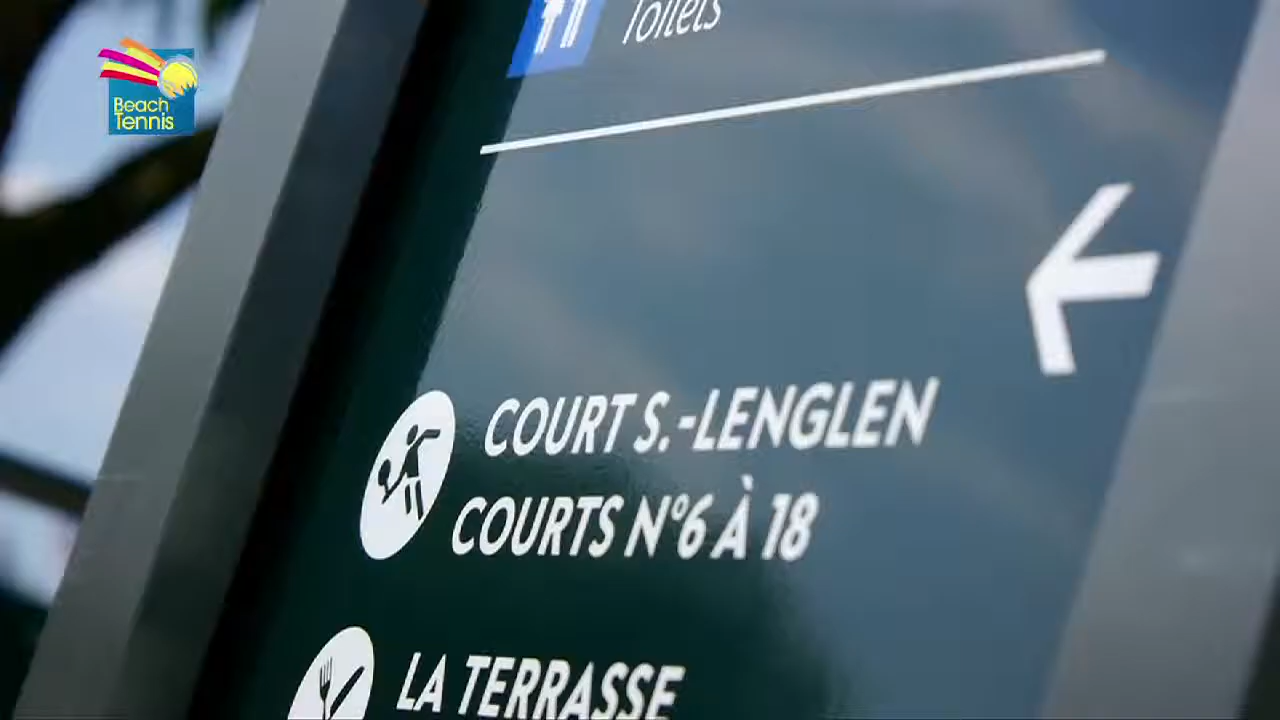 Beach
Tennis
Toilets
COURT S.-LENGLEN
COURTS N°6 À 18
LA TERRASSE